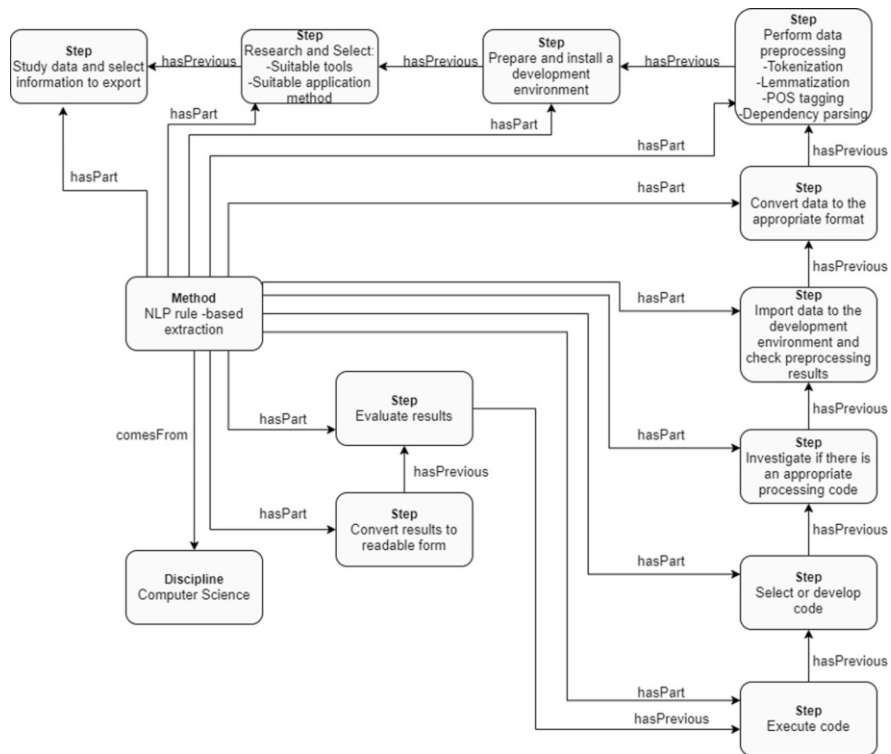 Step
Study data and select
information to export
hasPrevious
Step
Research and Select:
-Suitable tools
-Suitable application
method
hasPrevious
Step
Prepare and install a
development
environment
hasPrevious
Step
Perform data
preprocessing
-Tokenization
-Lemmatization
-POS tagging
-Dependency parsing
hasPart
hasPart
hasPart
hasPart
hasPrevious
Step
Convert data to the
appropriate format
hasPart
hasPrevious
Method
NLP rule -based
extraction
hasPart
Step
Import data to the
development
environment and
check preprocessing
results
hasPrevious
comesFrom
hasPart
Step
Evaluate results
hasPart
Step
Investigate if there is
an appropriate
processing code
hasPrevious
hasPart
Step
Convert results to
readable form
hasPrevious
Discipline
Computer Science
hasPart
Step
Select or develop
code
hasPrevious
hasPart
hasPrevious
Step
Execute code